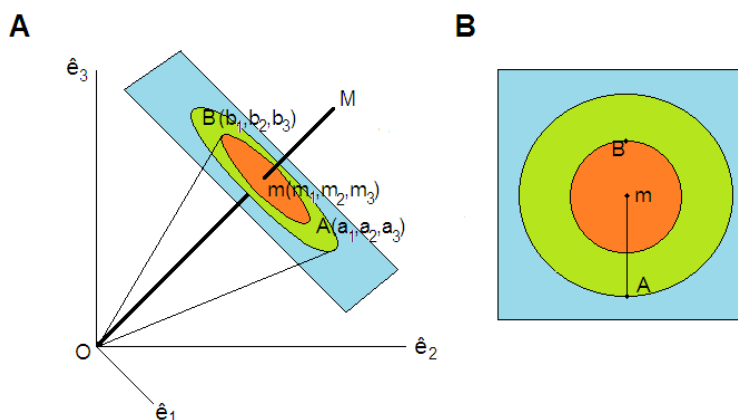 A
ê₃
M
B(b₁,b₂,b₃)
m(m₁,m₂,m₃)
A(a₁,a₂,a₃)
O
ê₂
ê₁
B
B
m
A